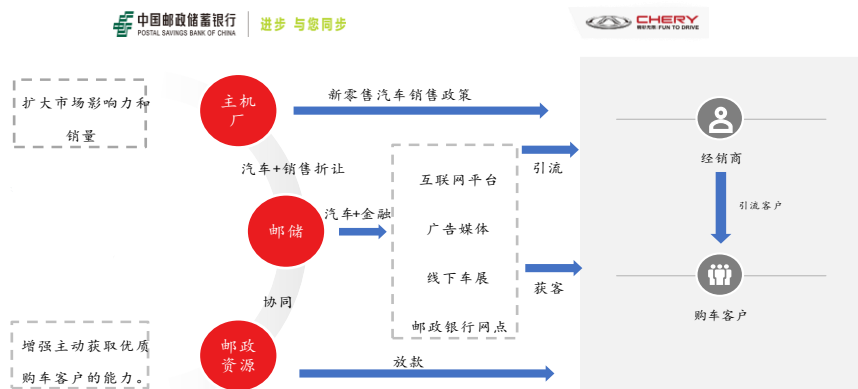 中国邮政储蓄银行
POSTAL SAVINGS BANK OF CHINA
进步 与您同步
CHERY
FUN TO DRIVE
扩大市场影响力和
销量
主机
厂
新零售汽车销售政策
汽车+销售折让
邮储
汽车+金融
互联网平台
广告媒体
线下车展
邮政银行网点
引流
获客
经销商
引流客户
购车客户
协同
增强主动获取优质
购车客户的能力。
邮政
资源
放款